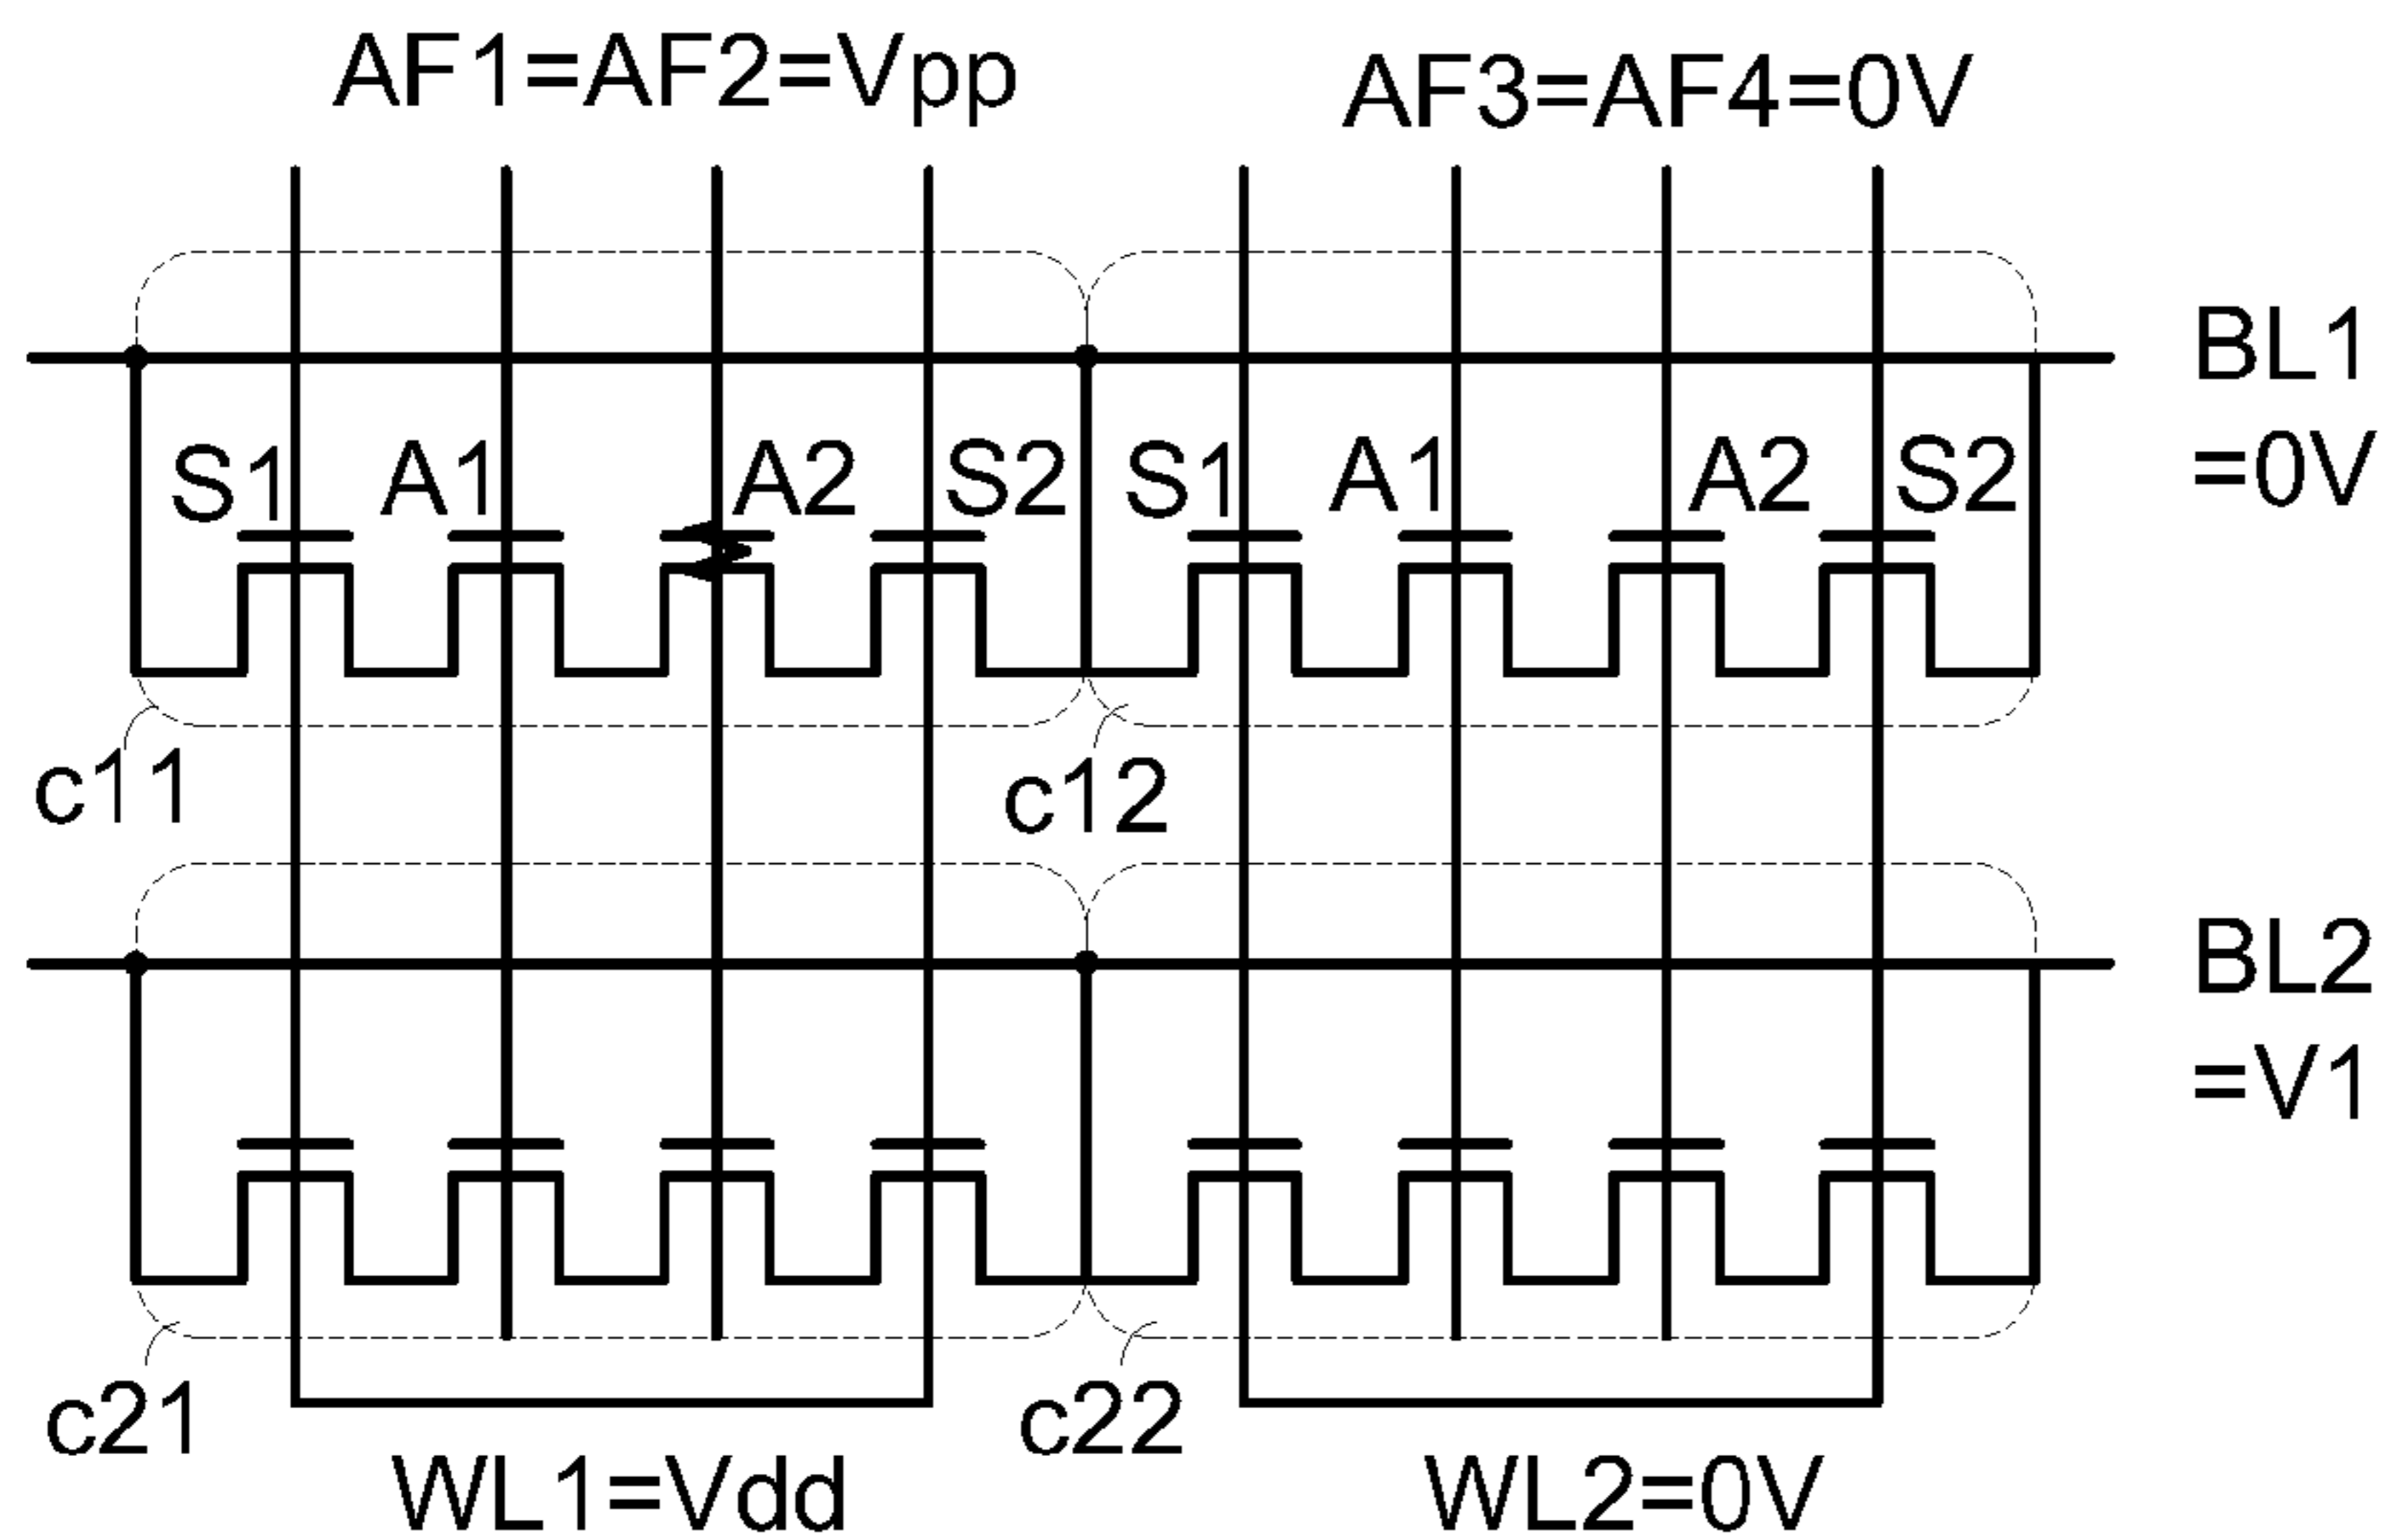 AF1=AF2=Vpp
AF3=AF4=0V
BL1
=0V
S1 A1 A2 S2 S1 A1 A2 S2
c11
c12
BL2
=V1
c21
c22
WL1=Vdd
WL2=0V